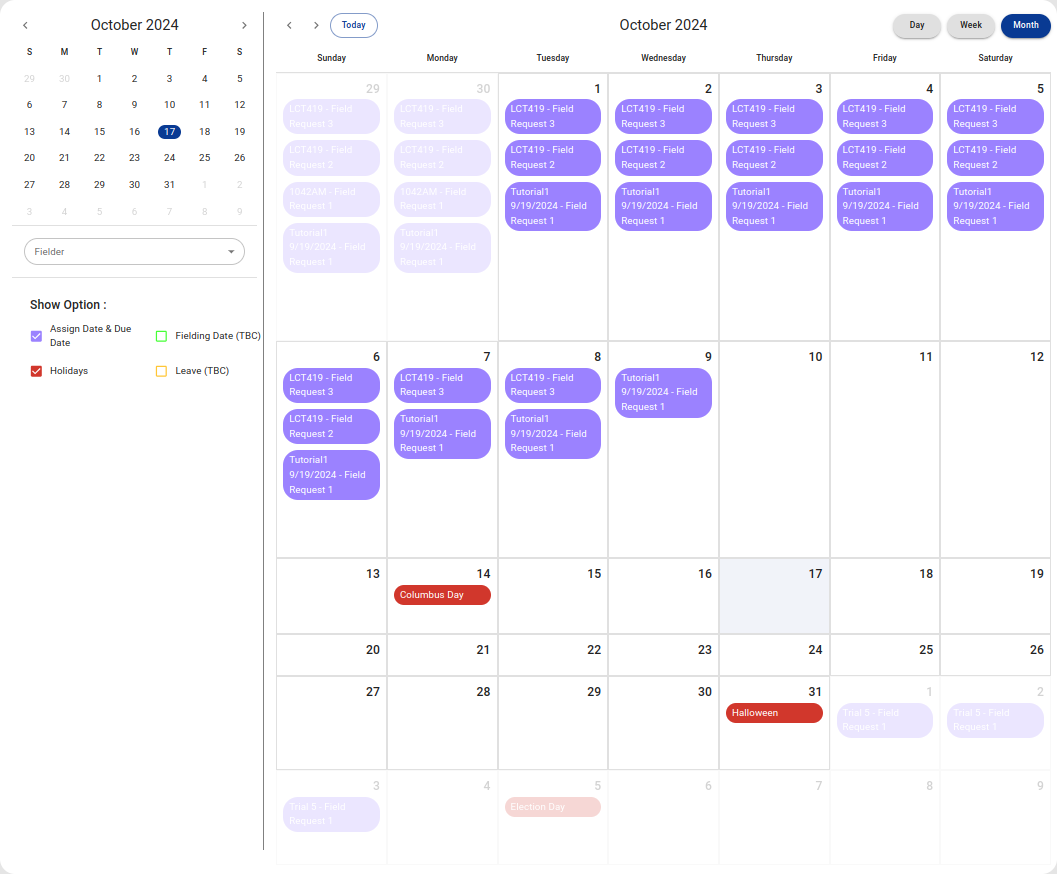 October 2024
S M T W T F S
29 30 1 2 3 4 5
6 7 8 9 10 11 12
13 14 15 16 17 18 19
20 21 22 23 24 25 26
27 28 29 30 31 1 2
3 4 5 6 7 8 9
Fielder
Show Option :
Assign Date & Due
Date
Fielding Date (TBC)
Holidays
Leave (TBC)
Today
October 2024
Day
Week
Month
Sunday Monday Tuesday Wednesday Thursday Friday Saturday
29
LCT419 - Field
Request 3
LCT419 - Field
Request 2
1042AM - Field
Request 1
Tutorial1
9/19/2024 - Field
Request 1
30
LCT419 - Field
Request 3
LCT419 - Field
Request 2
1042AM - Field
Request 1
Tutorial1
9/19/2024 - Field
Request 1
1
LCT419 - Field
Request 3
LCT419 - Field
Request 2
Tutorial1
9/19/2024 - Field
Request 1
2
LCT419 - Field
Request 3
LCT419 - Field
Request 2
Tutorial1
9/19/2024 - Field
Request 1
3
LCT419 - Field
Request 3
LCT419 - Field
Request 2
Tutorial1
9/19/2024 - Field
Request 1
4
LCT419 - Field
Request 3
LCT419 - Field
Request 2
Tutorial1
9/19/2024 - Field
Request 1
5
LCT419 - Field
Request 3
LCT419 - Field
Request 2
Tutorial1
9/19/2024 - Field
Request 1
6
LCT419 - Field
Request 3
LCT419 - Field
Request 2
Tutorial1
9/19/2024 - Field
Request 1
7
LCT419 - Field
Request 3
Tutorial1
9/19/2024 - Field
Request 1
8
LCT419 - Field
Request 3
Tutorial1
9/19/2024 - Field
Request 1
9
Tutorial1
9/19/2024 - Field
Request 1
10
11
12
13
14
Columbus Day
15
16
17
18
19
20
21
22
23
24
25
26
27
28
29
30
31
Halloween
1
Trial 5 - Field
Request 1
2
Trial 5 - Field
Request 1
3
Trial 5 - Field
Request 1
4
5
Election Day
6
7
8
9